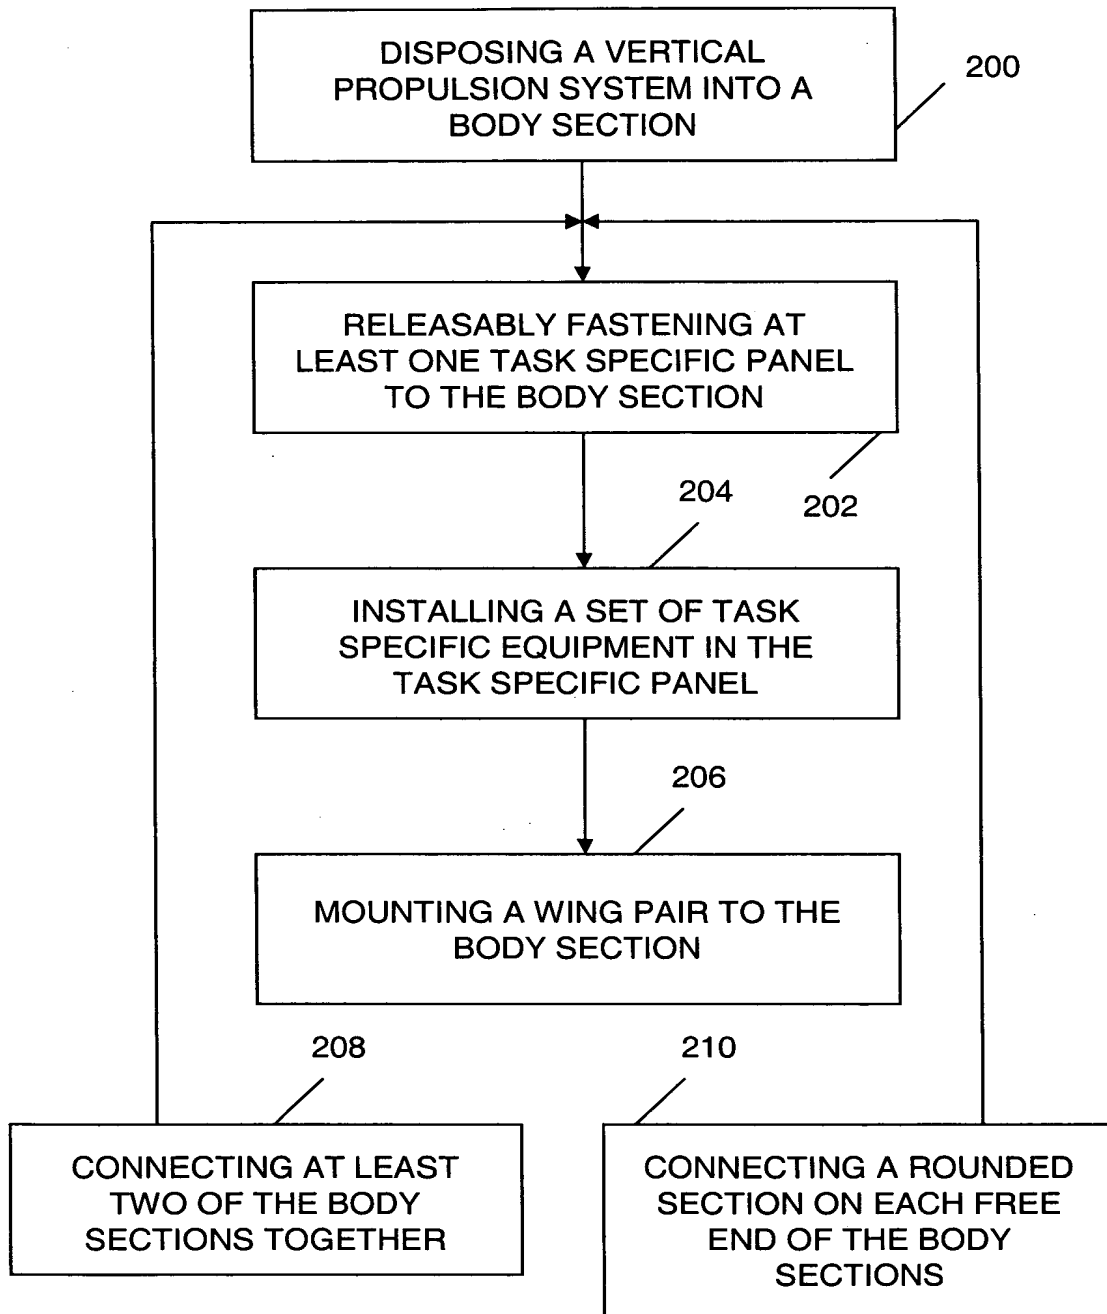 DISPOSING A VERTICAL
PROPULSION SYSTEM INTO A
BODY SECTION
200
RELEASABLY FASTENING AT
LEAST ONE TASK SPECIFIC PANEL
TO THE BODY SECTION
202
204
INSTALLING A SET OF TASK
SPECIFIC EQUIPMENT IN THE
TASK SPECIFIC PANEL
206
MOUNTING A WING PAIR TO THE
BODY SECTION
208
CONNECTING AT LEAST
TWO OF THE BODY
SECTIONS TOGETHER
210
CONNECTING A ROUNDED
SECTION ON EACH FREE
END OF THE BODY
SECTIONS